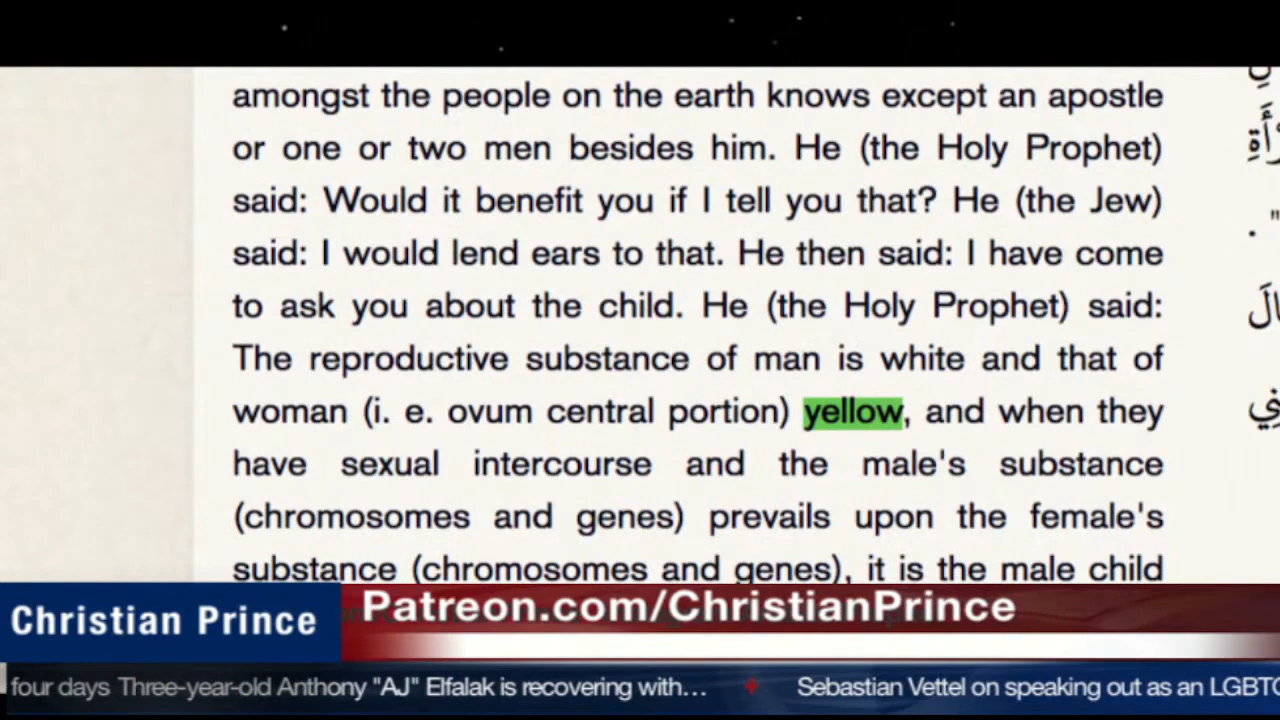 amongst the people on the earth knows except an apostle
or one or two men besides him. He (the Holy Prophet)
said: Would it benefit you if I tell you that? He (the Jew)
said: I would lend ears to that. He then said: I have come
to ask you about the child. He (the Holy Prophet) said:
The reproductive substance of man is white and that of
woman (i. e. ovum central portion) yellow, and when they
have sexual intercourse and the male's substance
(chromosomes and genes) prevails upon the female's
substance (chromosomes and genes), it is the male child
Christian Prince
Patreon.com/ChristianPrince
four days Three-year-old Anthony "AJ" Elfalak is recovering with...
Sebastian Vettel on speaking out as an